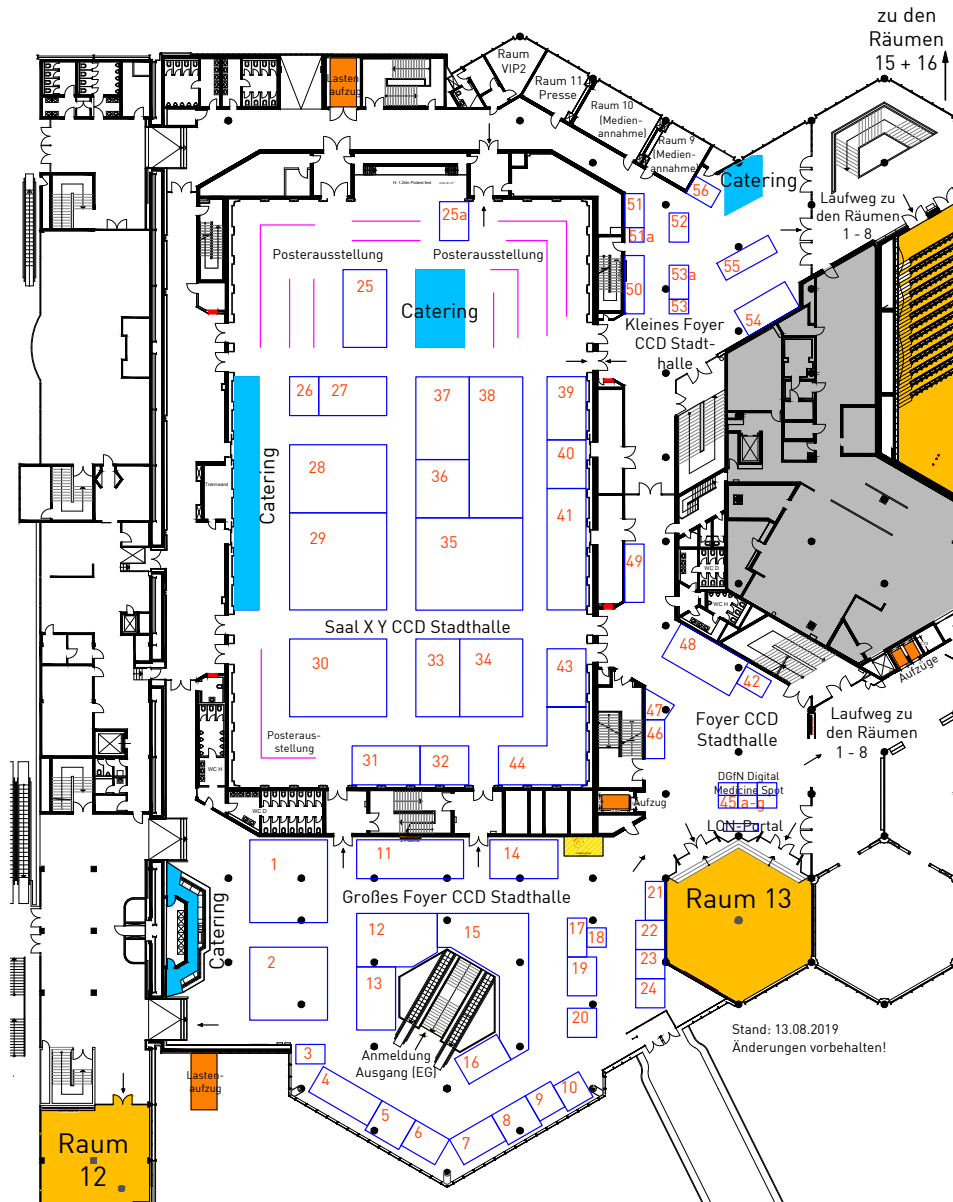 zu den
Räumen
15 + 16
Raum
VIP2
Raum 11
Presse
Raum 10
(Medien-
annahme)
Raum 9
(Medien-
annahme)
Lasten-
aufzug
Catering
Laufweg zu
den Räumen
1 - 8
56
51
51a
52
50
53a
53
55
54
Kleines Foyer
CCD Stadt-
halle
25a
Posterausstellung
Posterausstellung
25
Catering
26
27
37
38
39
28
36
40
Catering
Trennwand
29
35
41
49
WC D
WC H
Saal X Y CCD Stadthalle
30
33
34
43
48
42
Aufzüge
47
46
Foyer CCD
Stadthalle
Laufweg zu
den Räumen
1 - 8
Posteraus-
stellung
31
32
44
WC H
WC D
DGfN Digital
Medicine Spot
45 a-g
LCN-Portal
Aufzug
1
11
14
Großes Foyer CCD Stadthalle
Raum 13
21
22
23
24
Catering
2
12
15
13
17
18
19
20
Anmeldung
Ausgang (EG)
16
3
4
5
6
7
8
9
10
Lasten-
aufzug
Stand: 13.08.2019
Änderungen vorbehalten!
Raum
12